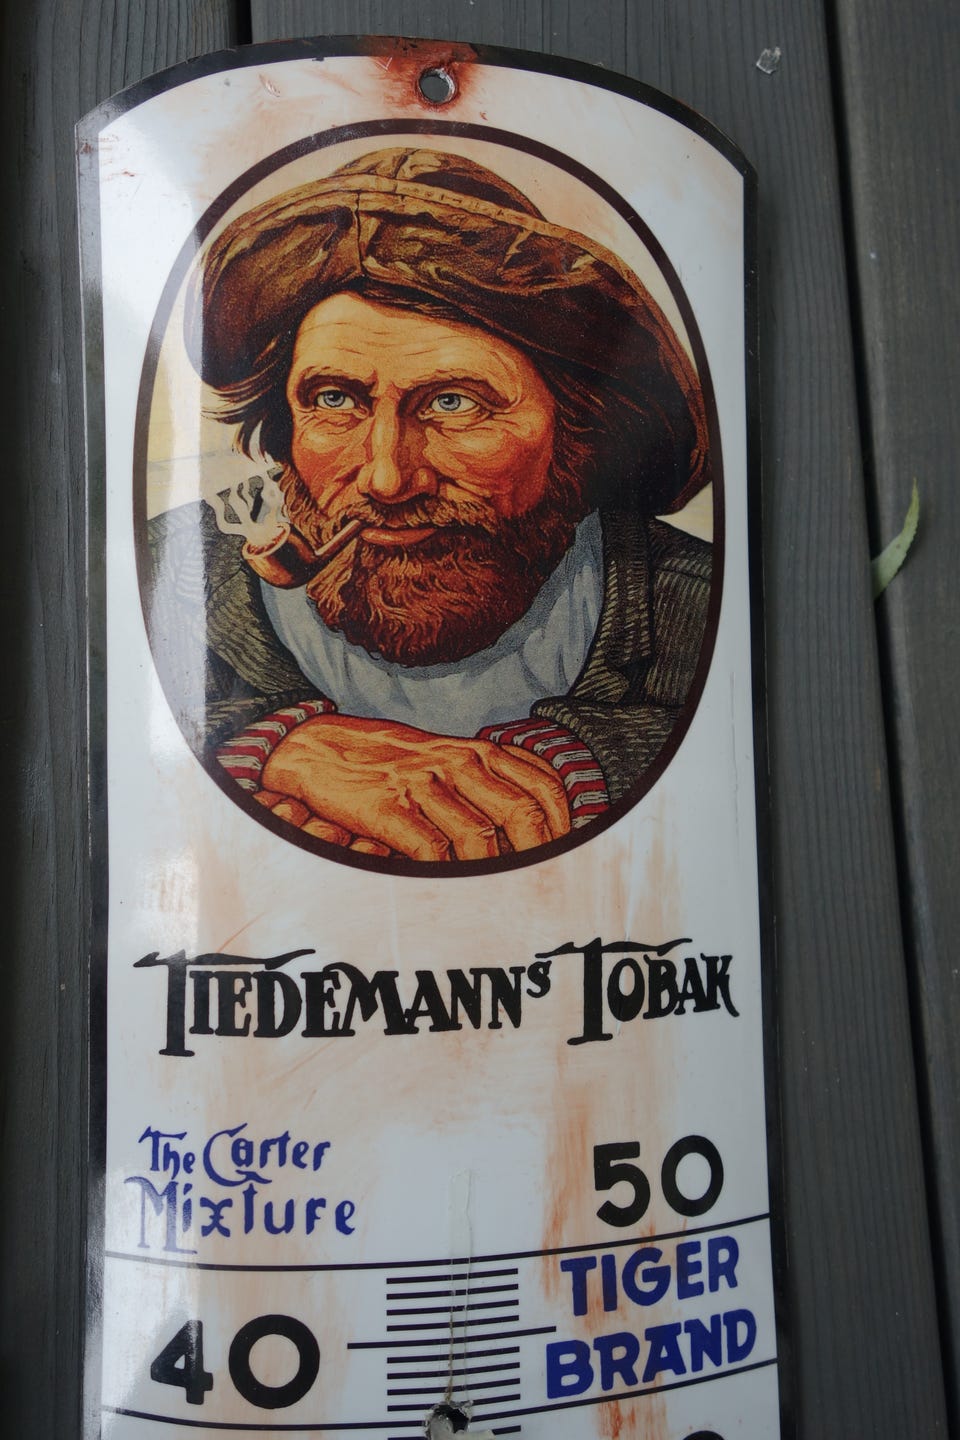 TIEDEMANNS TOBAK
The Carter
Mixture
50
TIGER
BRAND
40